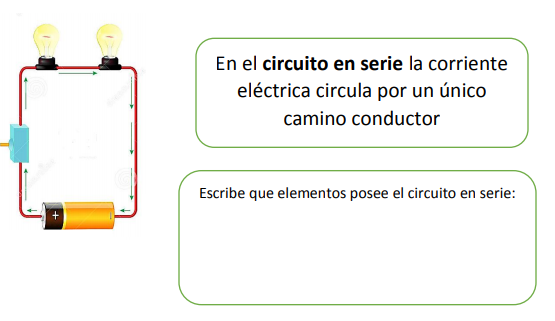 En el circuito en serie la corriente
eléctrica circula por un único
camino conductor
Escribe que elementos posee el circuito en serie:
+